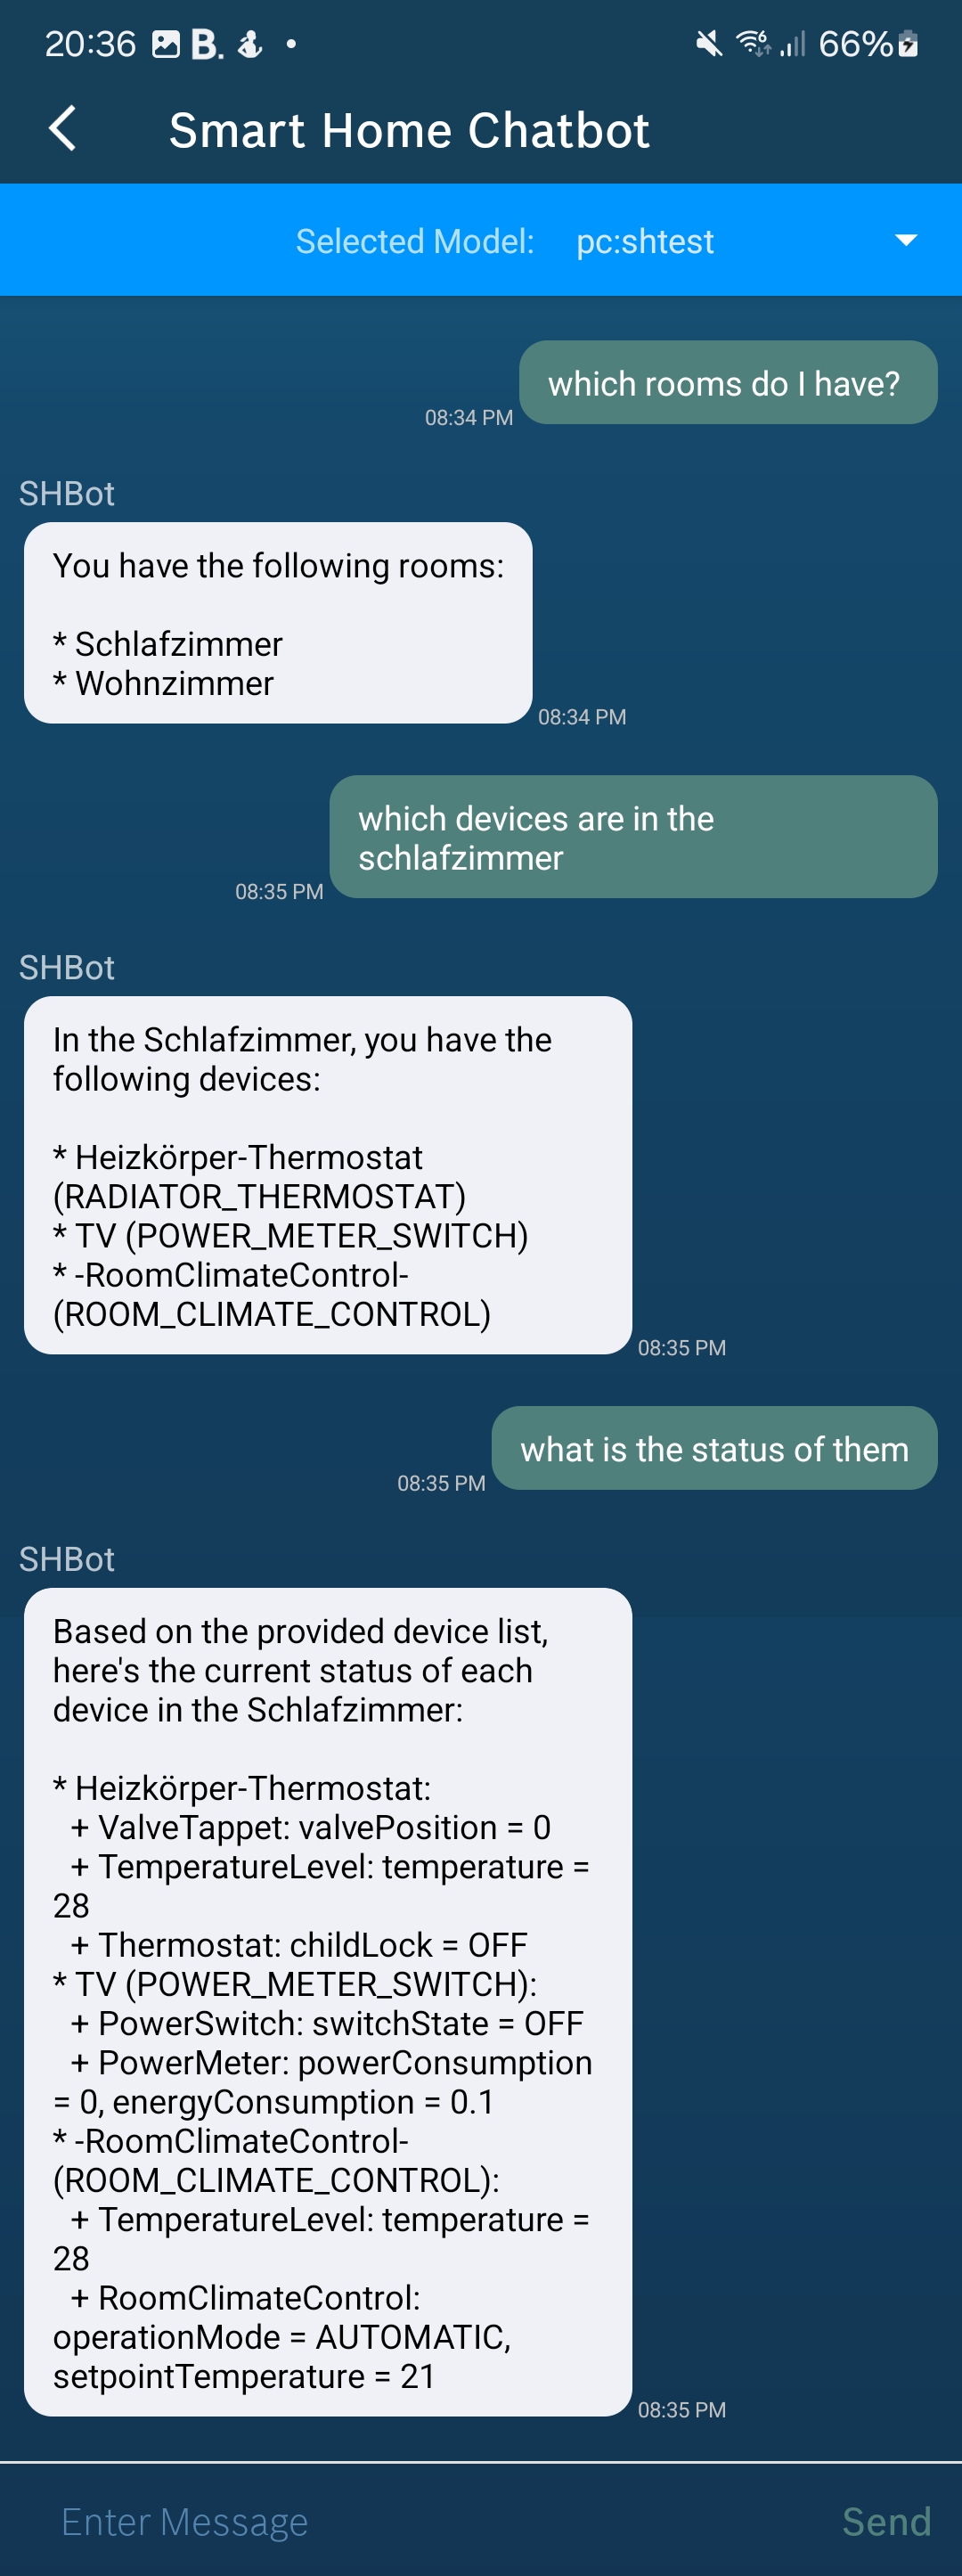 20:36 B. 66%
Smart Home Chatbot
Selected Model: pc:shtest
which rooms do I have?
08:34 PM
SHBot
You have the following rooms:
* Schlafzimmer
* Wohnzimmer
08:34 PM
which devices are in the
schlafzimmer
08:35 PM
SHBot
In the Schlafzimmer, you have the
following devices:
* Heizkörper-Thermostat
(RADIATOR_THERMOSTAT)
* TV (POWER_METER_SWITCH)
* -RoomClimateControl-
(ROOM_CLIMATE_CONTROL)
08:35 PM
what is the status of them
08:35 PM
SHBot
Based on the provided device list,
here's the current status of each
device in the Schlafzimmer:
* Heizkörper-Thermostat:
+ ValveTappet: valvePosition = 0
+ TemperatureLevel: temperature =
28
+ Thermostat: childLock = OFF
* TV (POWER_METER_SWITCH):
+ PowerSwitch: switchState = OFF
+ PowerMeter: powerConsumption
= 0, energyConsumption = 0.1
* -RoomClimateControl-
(ROOM_CLIMATE_CONTROL):
+ TemperatureLevel: temperature =
28
+ RoomClimateControl:
operationMode = AUTOMATIC,
setpointTemperature = 21
08:35 PM
Enter Message Send